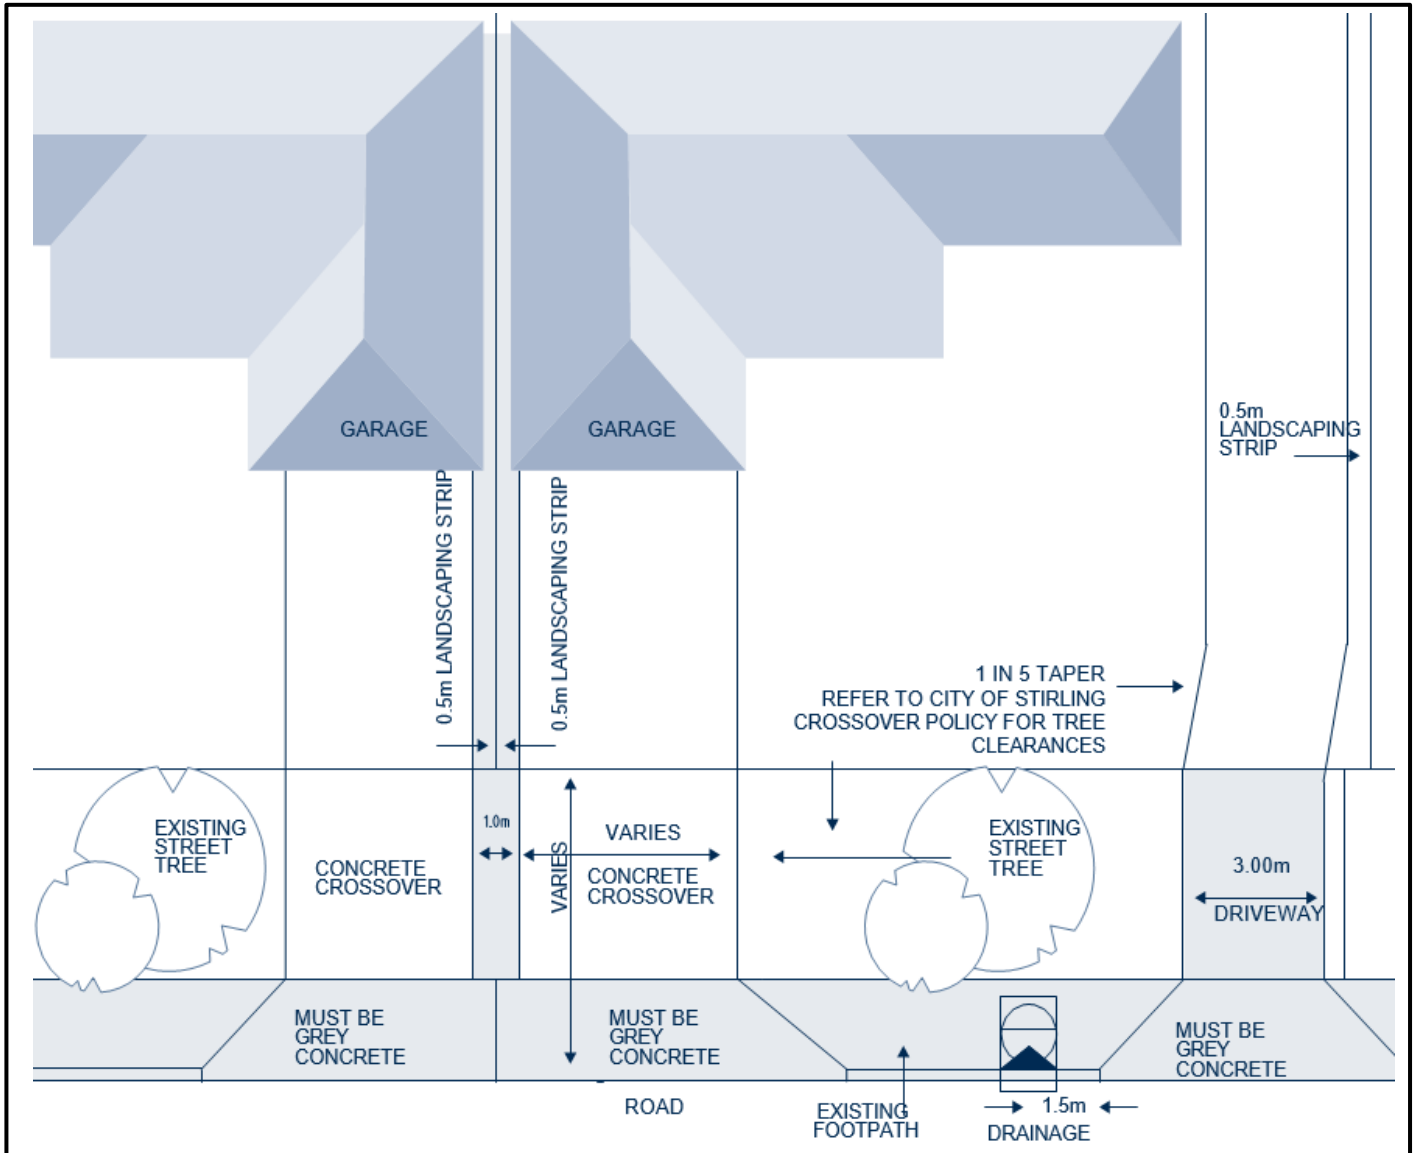 GARAGE
GARAGE
0.5m
LANDSCAPING
STRIP
0.5m LANDSCAPING STRIP
0.5m LANDSCAPING STRIP
1 IN 5 TAPER
REFER TO CITY OF STIRLING
CROSSOVER POLICY FOR TREE
CLEARANCES
EXISTING
STREET
TREE
CONCRETE
CROSSOVER
1.0m
VARIES
VARIES
CONCRETE
CROSSOVER
EXISTING
STREET
TREE
3.00m
DRIVEWAY
MUST BE
GREY
CONCRETE
MUST BE
GREY
CONCRETE
MUST BE
GREY
CONCRETE
ROAD
EXISTING
FOOTPATH
1.5m
DRAINAGE